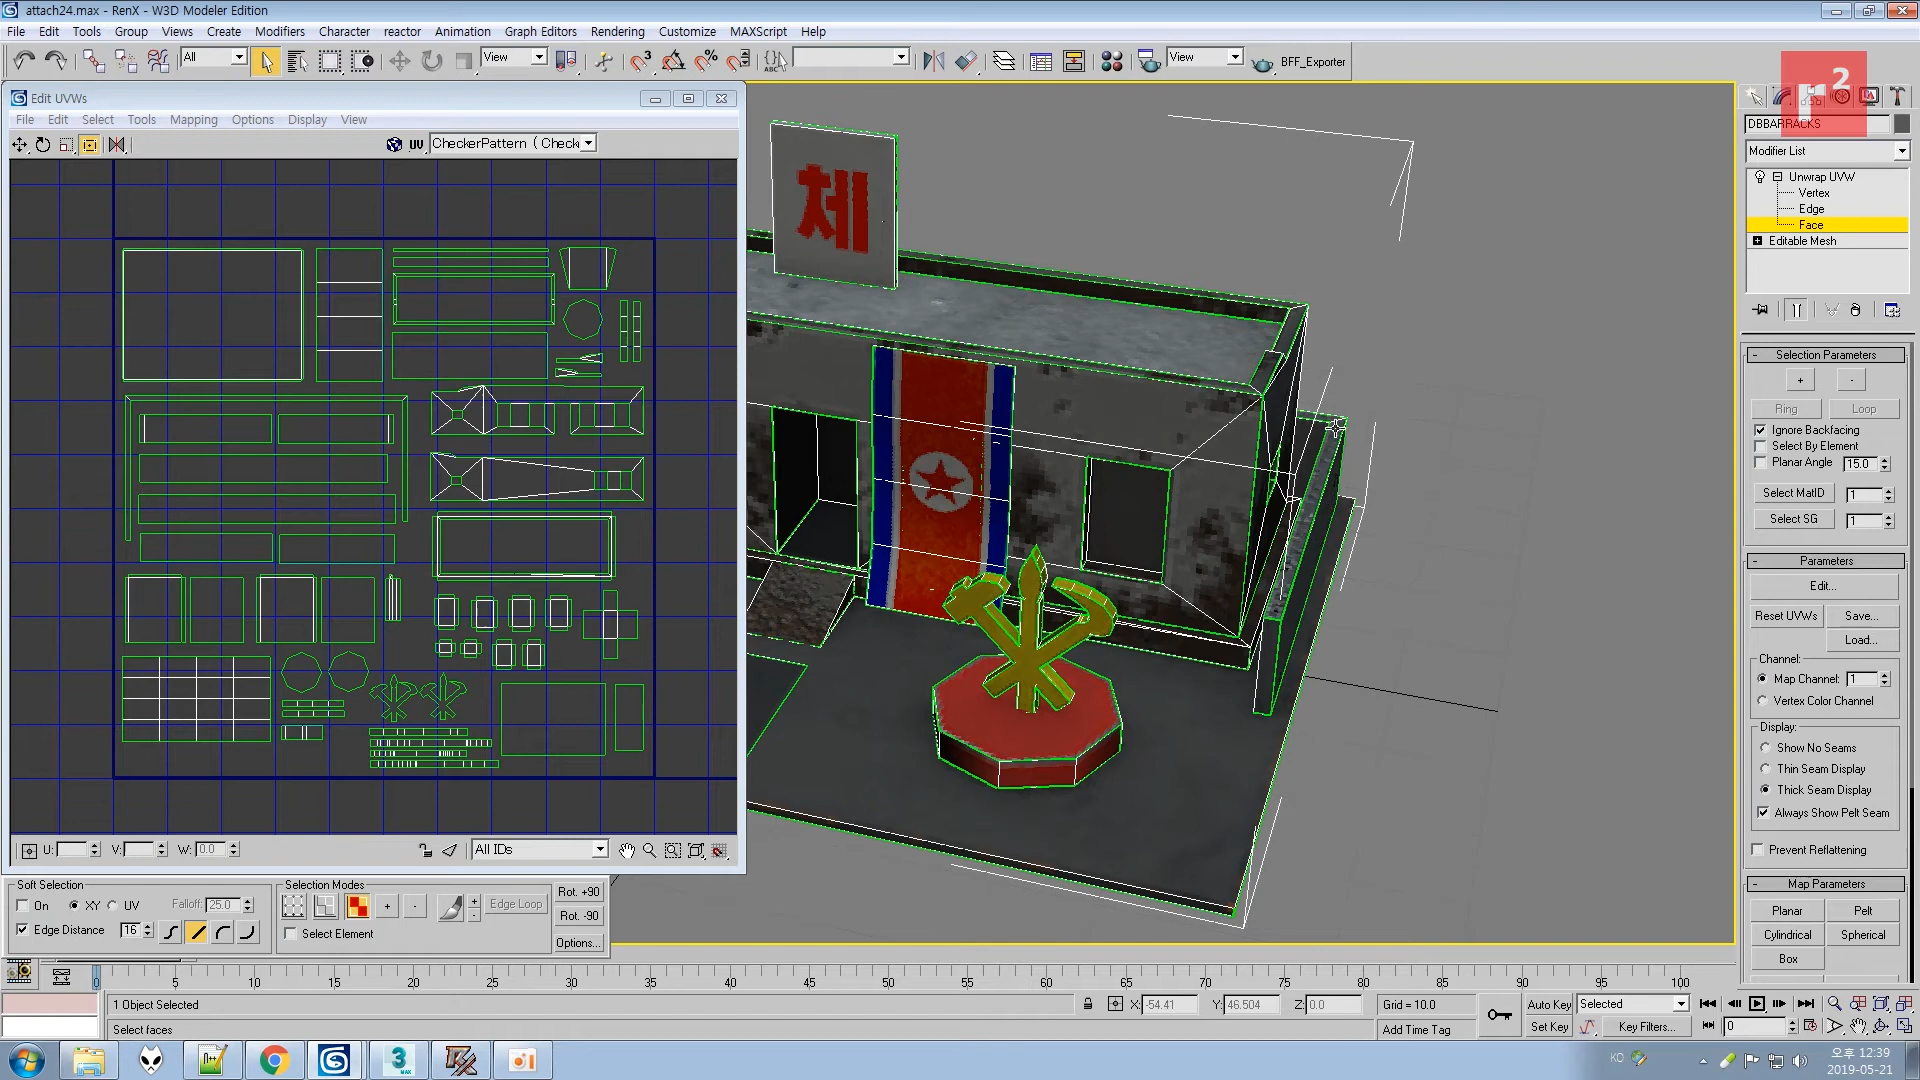 attach24.max - RenX - W3D Modeler Edition
File Edit Tools Group Views Create Modifiers Character reactor Animation Graph Editors Rendering Customize MAXScript Help
All View 3 % ABC View BFF_Exporter
r2
Edit UVWs
File Edit Select Tools Mapping Options Display View
UV CheckerPattern ( Check
DBBARRACKS
Modifier List
Unwrap UVW
Vertex
Edge
Face
Editable Mesh
체
- Selection Parameters
+ -
Ring Loop
Ignore Backfacing
Select By Element
Planar Angle 15.0
Select MatID 1
Select SG 1
- Parameters
Edit...
Reset UVWs Save...
Load...
Channel:
Map Channel: 1
Vertex Color Channel
Display:
Show No Seams
Thin Seam Display
Thick Seam Display
Always Show Pelt Seam
Prevent Reflattening
- Map Parameters
Planar Pelt
Cylindrical Spherical
Box
U: V: W: 0.0 All IDs
Soft Selection
On XY UV Falloff: 25.0
Edge Distance 16
Selection Modes
+ - + - Edge Loop
Select Element
Rot. +90
Rot. -90
Options...
0 5 10 15 20 25 30 35 40 45 50 55 60 65 70 75 80 85 90 95 100
1 Object Selected X: -54.41 Y: 46.504 Z: 0.0 Grid = 10.0 Auto Key Selected
Select faces Add Time Tag Set Key Key Filters... 0
n++ 3 MAX KO 오후 12:39
2019-05-21